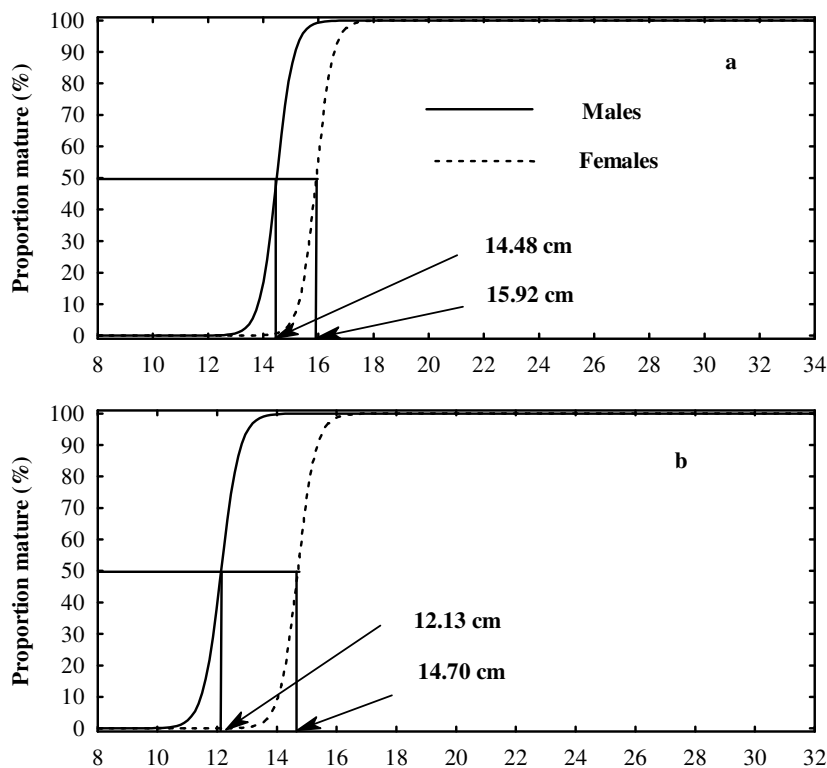 100
90
80
70
60
50
40
30
20
10
0
Proportion mature (%)
a
Males
Females
14.48 cm
15.92 cm
8 10 12 14 16 18 20 22 24 26 28 30 32 34
100
90
80
70
60
50
40
30
20
10
0
Proportion mature (%)
b
12.13 cm
14.70 cm
8 10 12 14 16 18 20 22 24 26 28 30 32